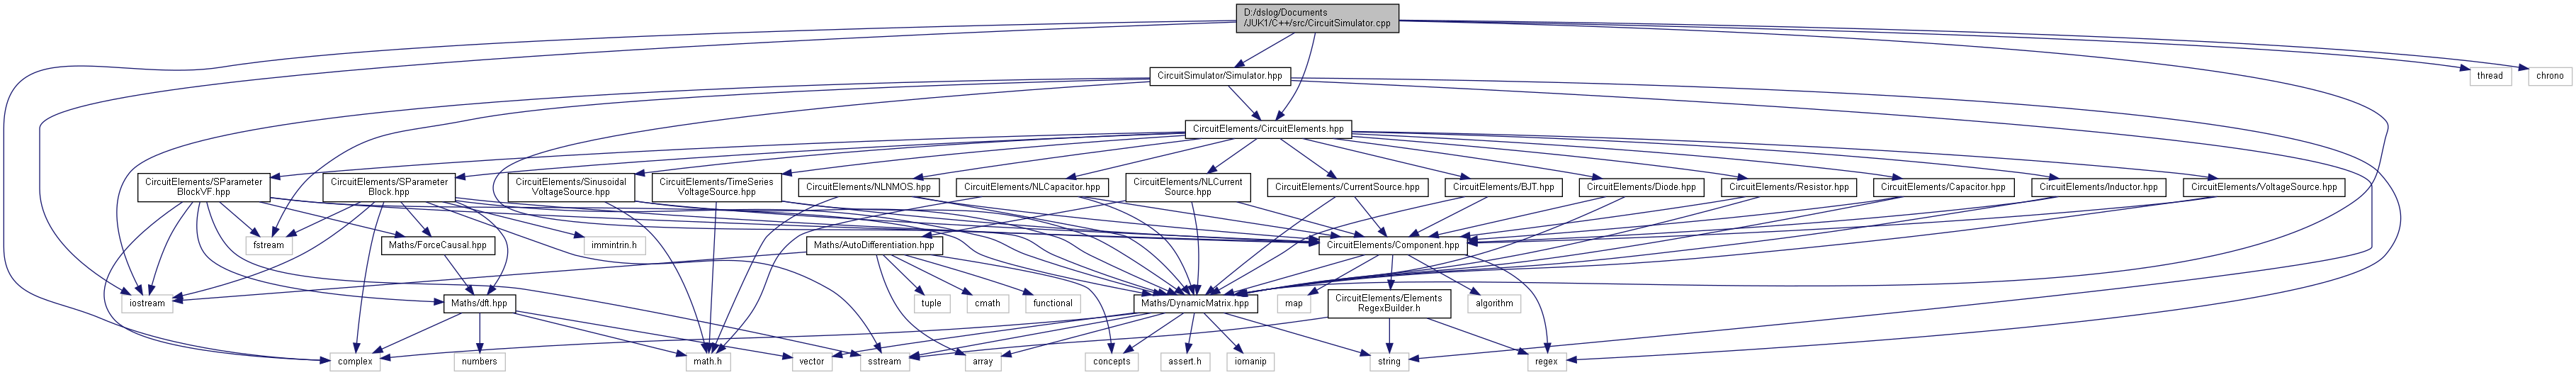 D:/dslog/Documents
/JUK1/C++/src/CircuitSimulator.cpp
CircuitSimulator/Simulator.hpp
thread
chrono
CircuitElements/CircuitElements.hpp
CircuitElements/SParameter
BlockVF.hpp
CircuitElements/SParameter
Block.hpp
CircuitElements/Sinusoidal
VoltageSource.hpp
CircuitElements/TimeSeries
VoltageSource.hpp
CircuitElements/NLNMOS.hpp
CircuitElements/NLCapacitor.hpp
CircuitElements/NLCurrent
Source.hpp
CircuitElements/CurrentSource.hpp
CircuitElements/BJT.hpp
CircuitElements/Diode.hpp
CircuitElements/Resistor.hpp
CircuitElements/Capacitor.hpp
CircuitElements/Inductor.hpp
CircuitElements/VoltageSource.hpp
fstream
Maths/ForceCausal.hpp
immintrin.h
Maths/AutoDifferentiation.hpp
CircuitElements/Component.hpp
iostream
Maths/dft.hpp
tuple
cmath
functional
Maths/DynamicMatrix.hpp
map
CircuitElements/Elements
RegexBuilder.h
algorithm
complex
numbers
math.h
vector
sstream
array
concepts
assert.h
iomanip
string
regex